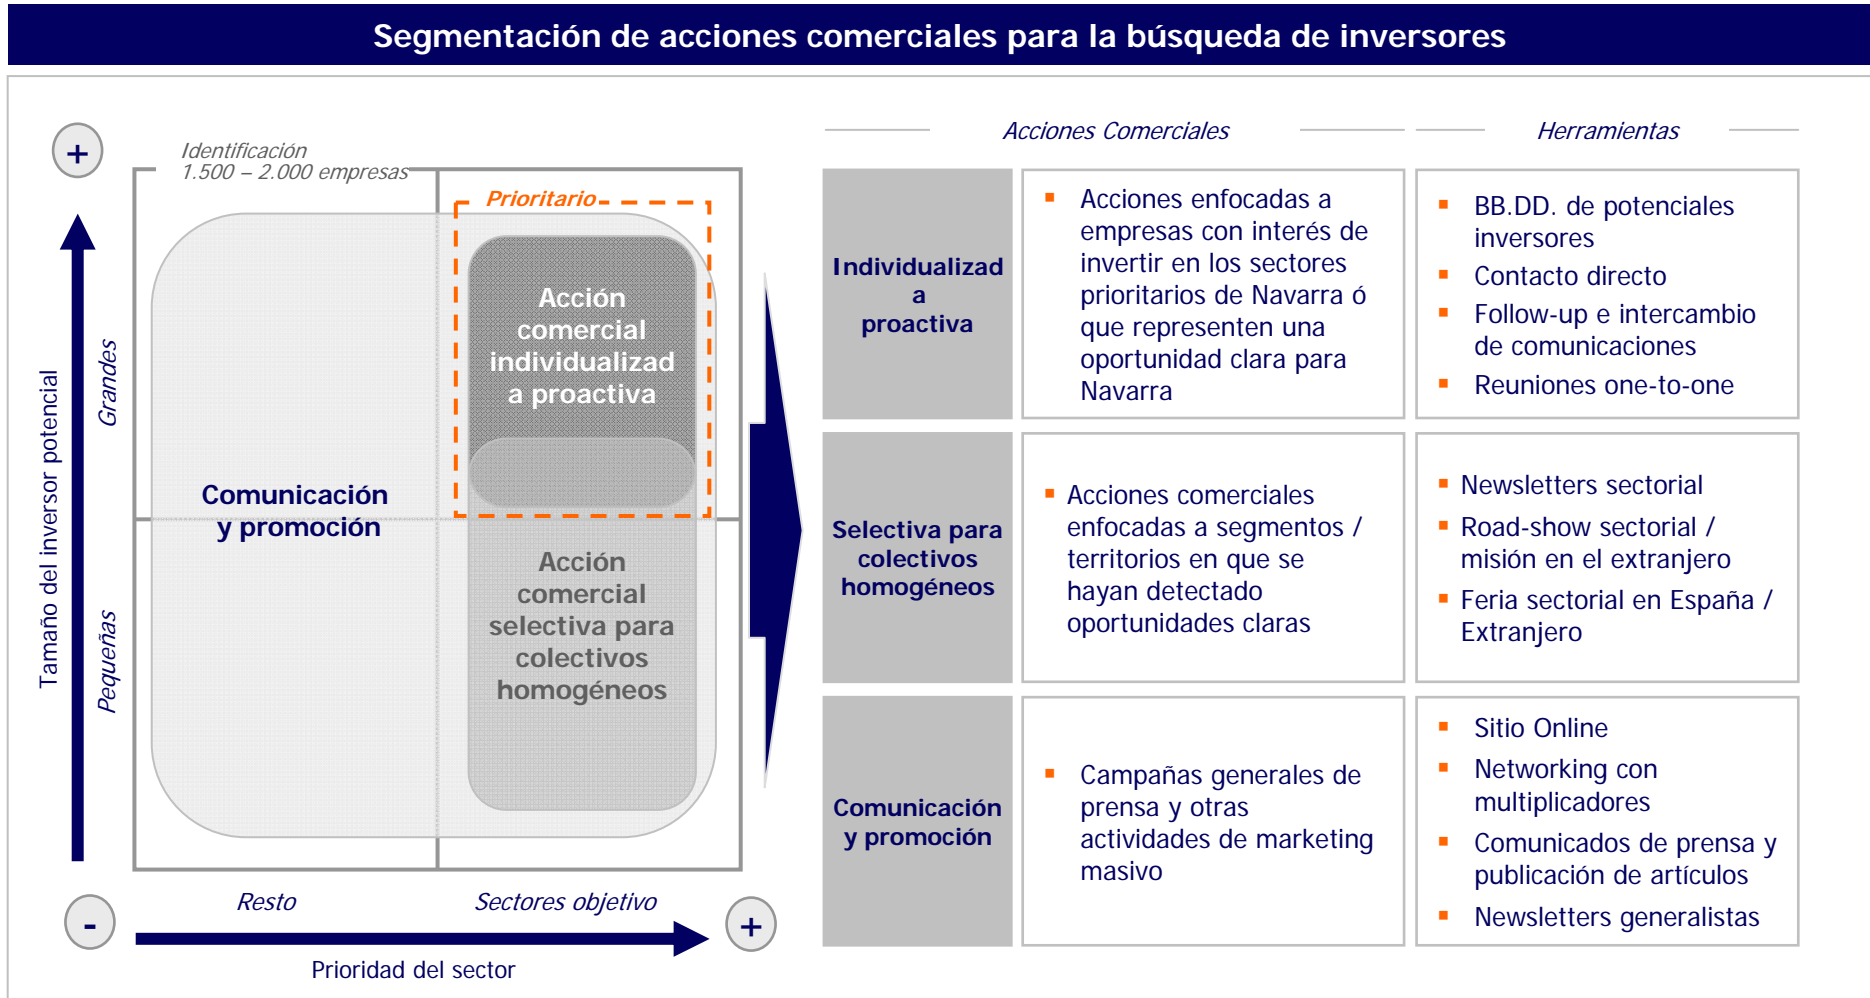 Segmentación de acciones comerciales para la búsqueda de inversores
+
Identificación
1.500 – 2.000 empresas
Prioritario
Acción
comercial
individualizad
a proactiva
Comunicación
y promoción
Acción
comercial
selectiva para
colectivos
homogéneos
Tamaño del inversor potencial
Grandes
Pequeñas
-
Resto
Sectores objetivo
+
Prioridad del sector
Acciones Comerciales
Herramientas
Individualizad
a
proactiva
▪ Acciones enfocadas a
empresas con interés de
invertir en los sectores
prioritarios de Navarra ó
que representen una
oportunidad clara para
Navarra
▪ BB.DD. de potenciales
inversores
▪ Contacto directo
▪ Follow-up e intercambio
de comunicaciones
▪ Reuniones one-to-one
Selectiva para
colectivos
homogéneos
▪ Acciones comerciales
enfocadas a segmentos /
territorios en que se
hayan detectado
oportunidades claras
▪ Newsletters sectorial
▪ Road-show sectorial /
misión en el extranjero
▪ Feria sectorial en España /
Extranjero
Comunicación
y promoción
▪ Campañas generales de
prensa y otras
actividades de marketing
masivo
▪ Sitio Online
▪ Networking con
multiplicadores
▪ Comunicados de prensa y
publicación de artículos
▪ Newsletters generalistas